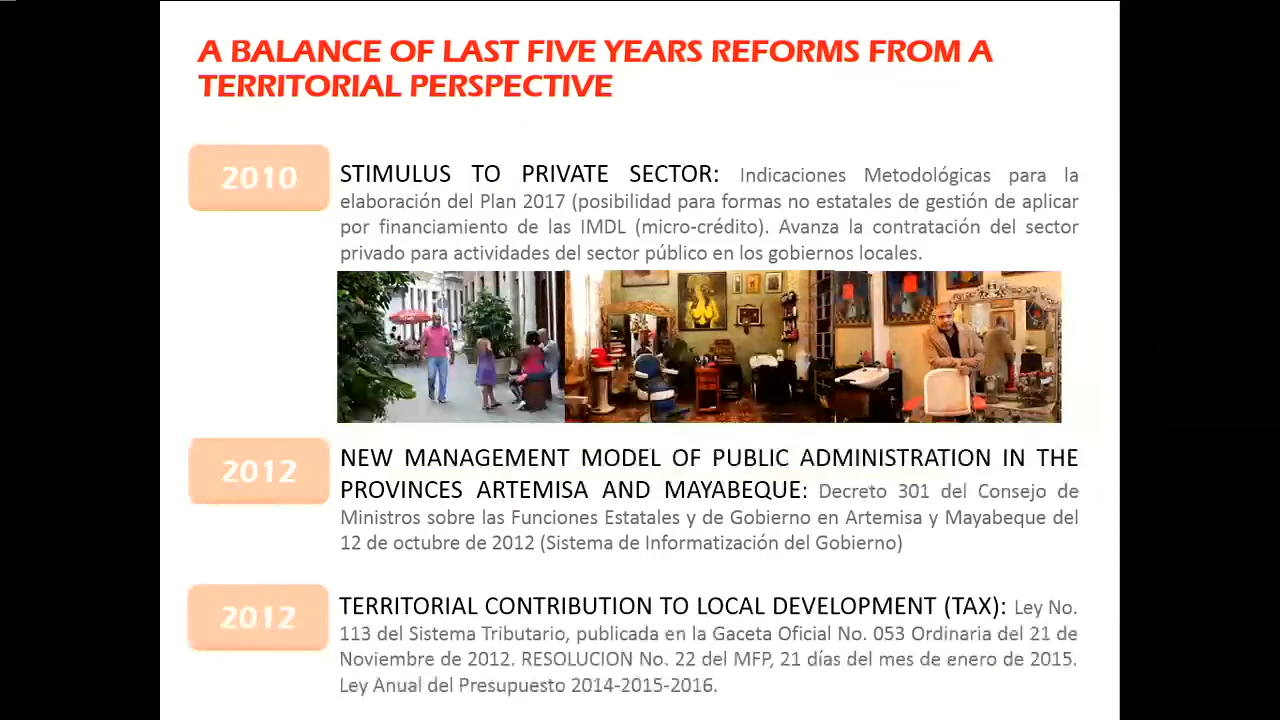 A BALANCE OF LAST FIVE YEARS REFORMS FROM A
TERRITORIAL PERSPECTIVE
2010
STIMULUS TO PRIVATE SECTOR: Indicaciones Metodológicas para la
elaboración del Plan 2017 (posibilidad para formas no estatales de gestión de aplicar
por financiamiento de las IMDL (micro-crédito). Avanza la contratación del sector
privado para actividades del sector público en los gobiernos locales.
2012
NEW MANAGEMENT MODEL OF PUBLIC ADMINISTRATION IN THE
PROVINCES ARTEMISA AND MAYABEQUE: Decreto 301 del Consejo de
Ministros sobre las Funciones Estatales y de Gobierno en Artemisa y Mayabeque del
12 de octubre de 2012 (Sistema de Informatización del Gobierno)
2012
TERRITORIAL CONTRIBUTION TO LOCAL DEVELOPMENT (TAX): Ley No.
113 del Sistema Tributario, publicada en la Gaceta Oficial No. 053 Ordinaria del 21 de
Noviembre de 2012. RESOLUCION No. 22 del MFP, 21 días del mes de enero de 2015.
Ley Anual del Presupuesto 2014-2015-2016.